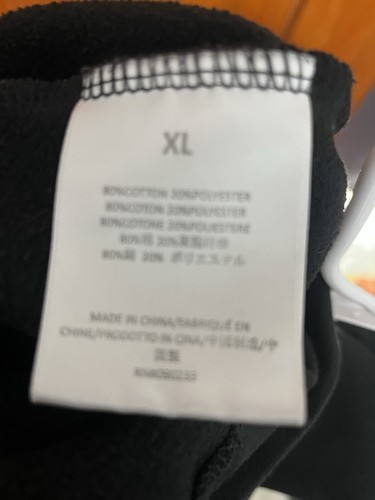 XL
80%COTTON 20%POLYESTER
80%COTON 20%POLYESTER
80%COTONE 20%POLIESTERE
80%棉 20%聚酯纤维
80%綿 20% ポリエステル
MADE IN CHINA/FABRIQUÉ EN
CHINE/PRODOTTO IN CINA/中国制造/中
国製